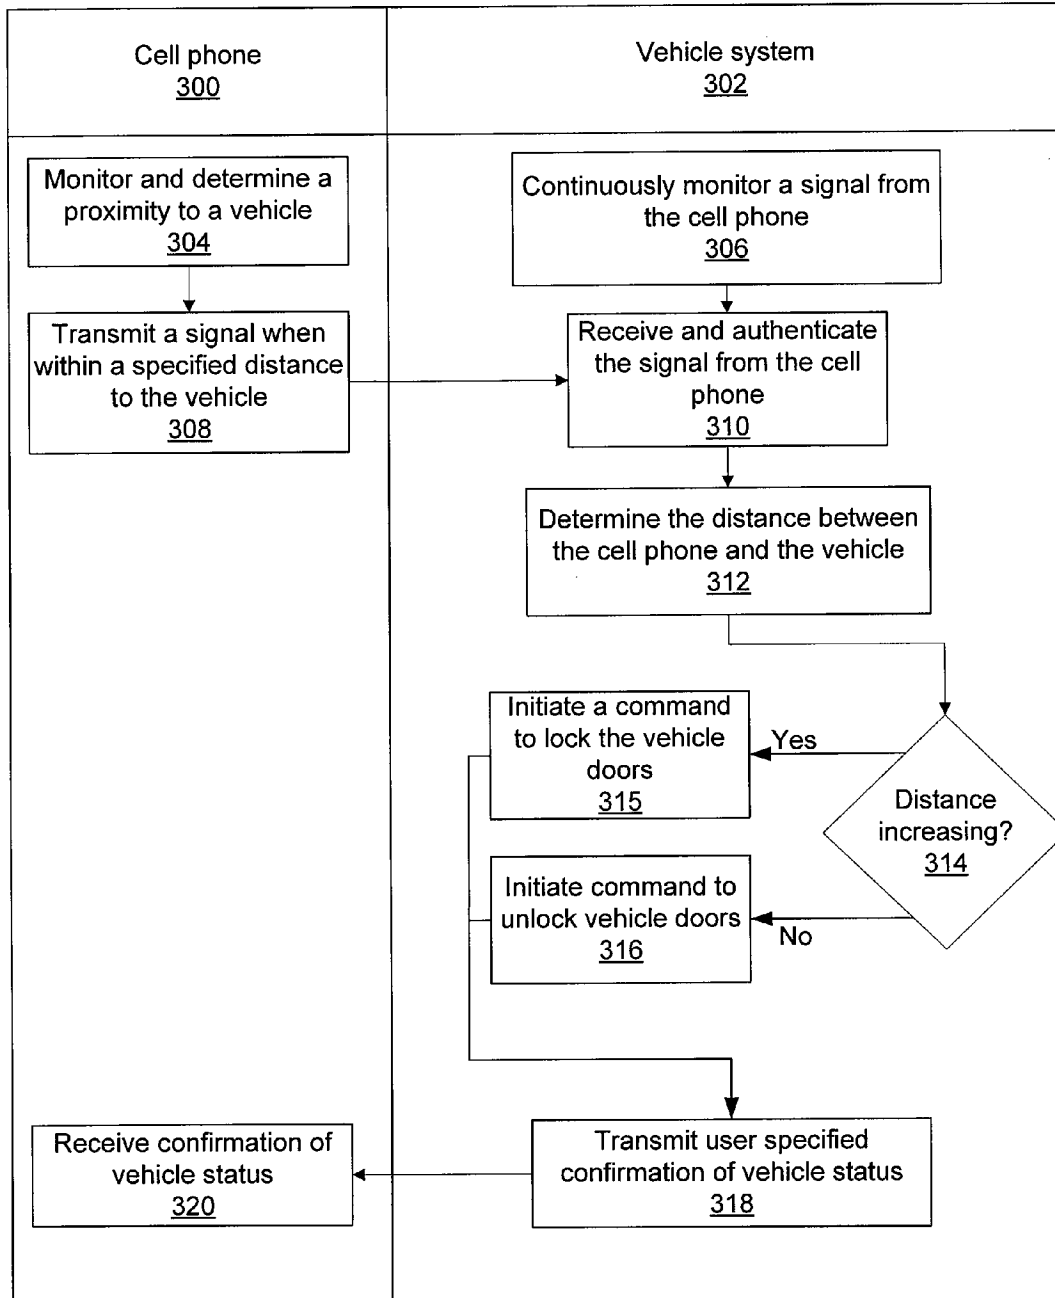 Cell phone
300
Vehicle system
302
Monitor and determine a
proximity to a vehicle
304
Continuously monitor a signal from
the cell phone
306
Transmit a signal when
within a specified distance
to the vehicle
308
Receive and authenticate
the signal from the cell
phone
310
Determine the distance between
the cell phone and the vehicle
312
Initiate a command
to lock the vehicle
doors
315
Yes
Distance
increasing?
314
Initiate command to
unlock vehicle doors
316
No
Receive confirmation of
vehicle status
320
Transmit user specified
confirmation of vehicle status
318